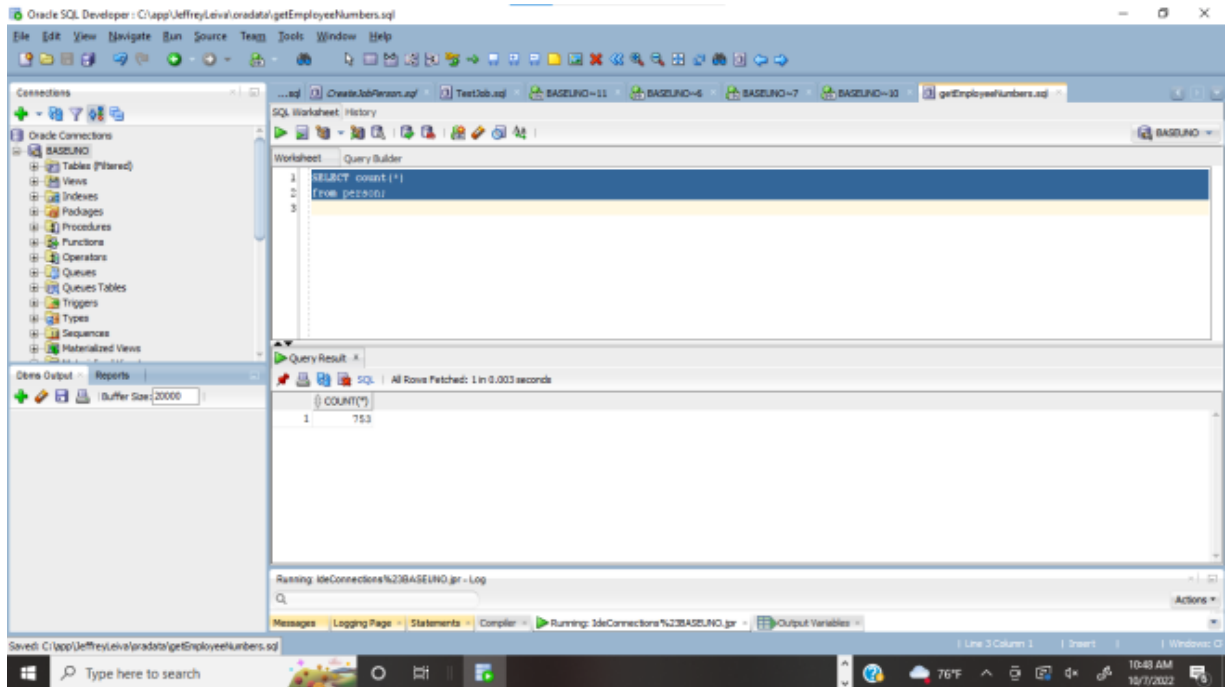 Oracle SQL Developer : C:\app\JeffreyLeiva\oradata\getEmployeeNumbers.sql
File Edit View Navigate Run Source Team Tools Window Help
Connections
...sql CreateJobPerson.sql TestJob.sql BASEUNO~11 BASEUNO~6 BASEUNO~7 BASEUNO~10 getEmployeeNumbers.sql
SQL Worksheet History
Oracle Connections
BASEUNO
BASEUNO
Worksheet Query Builder
Tables (Filtered)
Views
Indexes
Packages
Procedures
Functions
Operators
Queues
Queues Tables
Triggers
Types
Sequences
Materialized Views
1 SELECT count(*)
2 from person;
3
Query Result
SQL | All Rows Fetched: 1 in 0.003 seconds
COUNT(*)
1 753
Dbms Output Reports
Buffer Size: 20000
Running: IdeConnections%23BASEUNO.jpr - Log
Actions
Messages Logging Page Statements Compiler Running: IdeConnections%23BASEUNO.jpr Output Variables
Saved: C:\app\JeffreyLeiva\oradata\getEmployeeNumbers.sql
Line 3 Column 1 | Insert | Windows: C
Type here to search
76°F
10:48 AM
10/7/2022